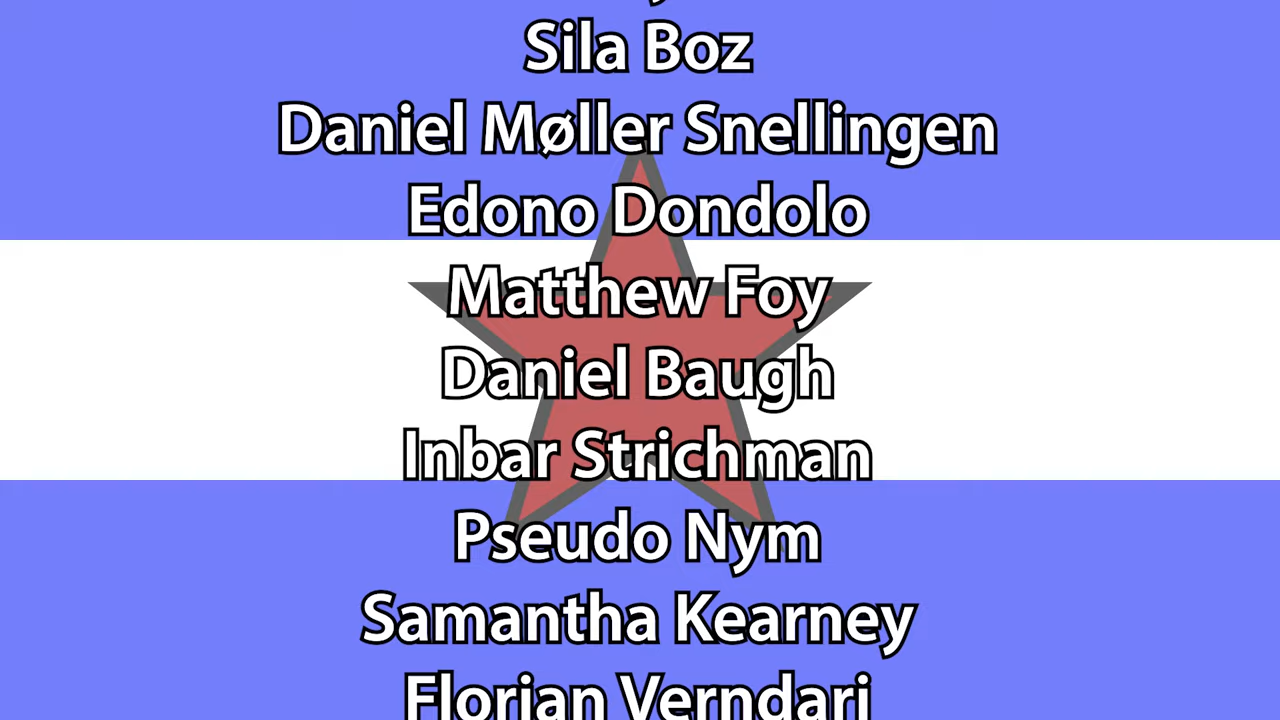 Sila Boz
Daniel Møller Snellingen
Edono Dondolo
Matthew Foy
Daniel Baugh
Inbar Strichman
Pseudo Nym
Samantha Kearney
Florian Verndari